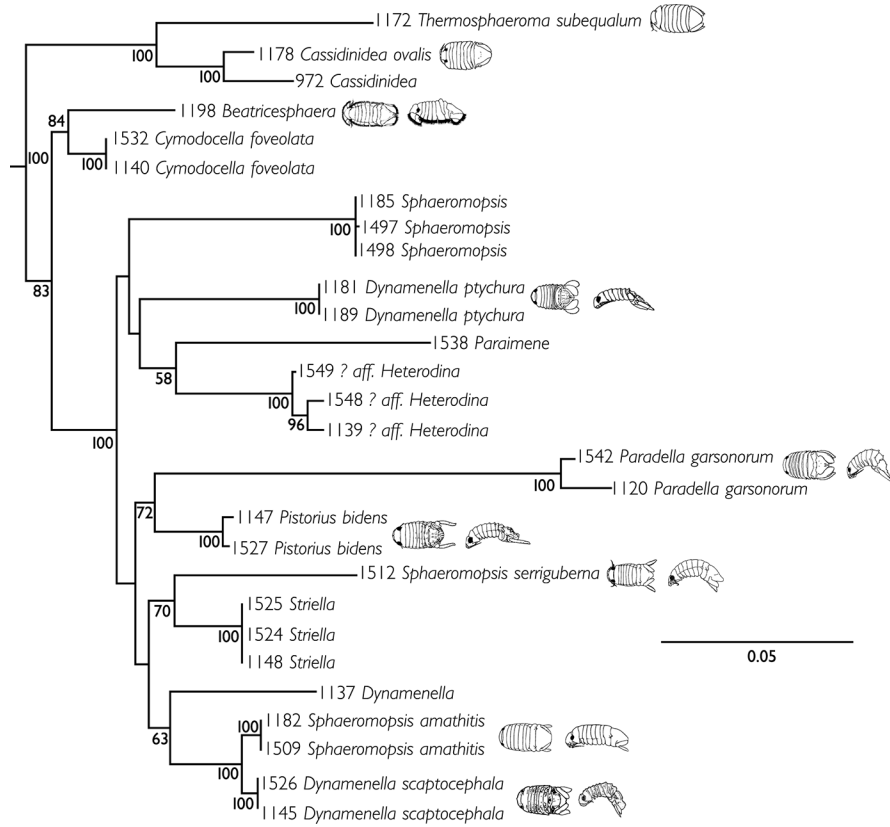 1172 Thermosphaeroma subequalum
100
1178 Cassidinidea ovalis
100
972 Cassidinidea
1198 Beatricesphaera
84
1532 Cymodocella foveolata
100
100
1140 Cymodocella foveolata
1185 Sphaeromopsis
100
1497 Sphaeromopsis
1498 Sphaeromopsis
83
1181 Dynamenella ptychura
100
1189 Dynamenella ptychura
1538 Paraimene
58
1549 ? aff. Heterodina
100
1548 ? aff. Heterodina
96
1139 ? aff. Heterodina
100
1542 Paradella garsonorum
100
1120 Paradella garsonorum
72
1147 Pistorius bidens
100
1527 Pistorius bidens
1512 Sphaeromopsis serriguberna
70
1525 Striella
100
1524 Striella
1148 Striella
0.05
1137 Dynamenella
63
100
1182 Sphaeromopsis amathitis
1509 Sphaeromopsis amathitis
100
1526 Dynamenella scaptocephala
100
1145 Dynamenella scaptocephala